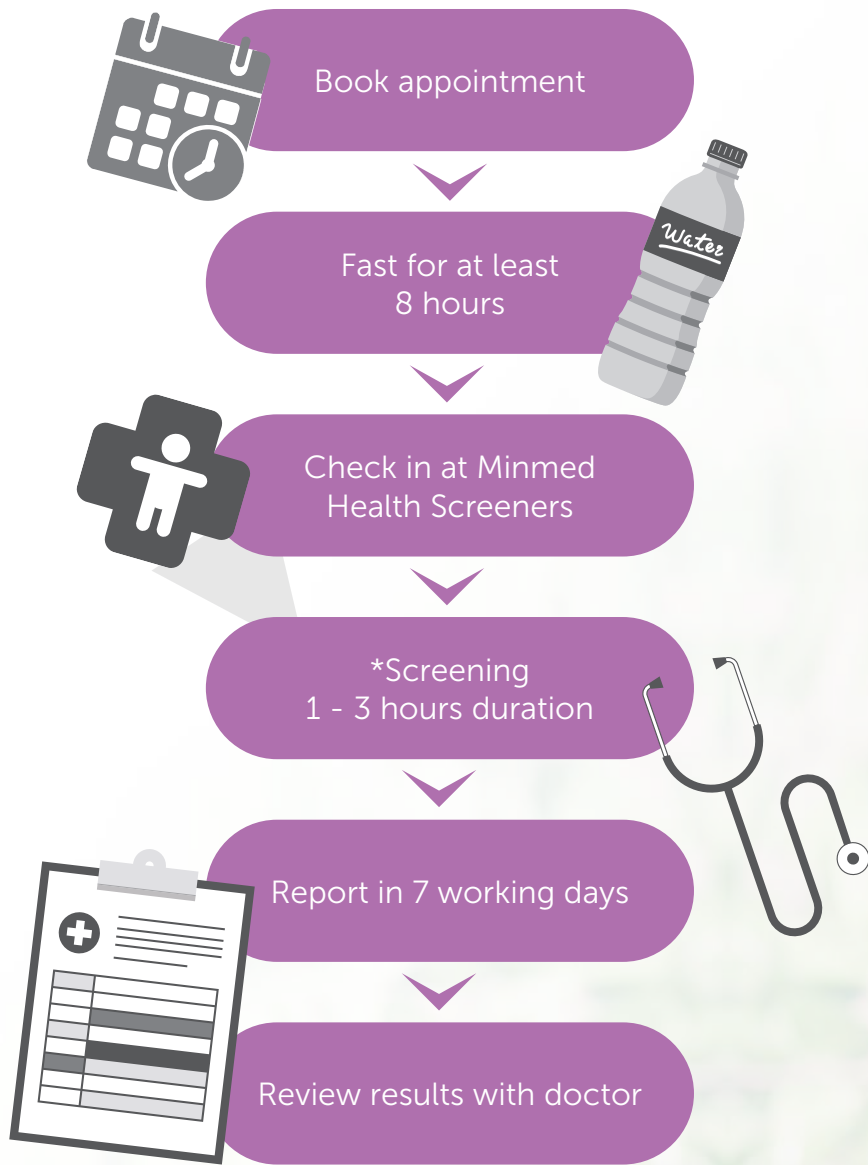 Book appointment
Water
Fast for at least
8 hours
Check in at Minmed
Health Screeners
*Screening
1 - 3 hours duration
Report in 7 working days
Review results with doctor